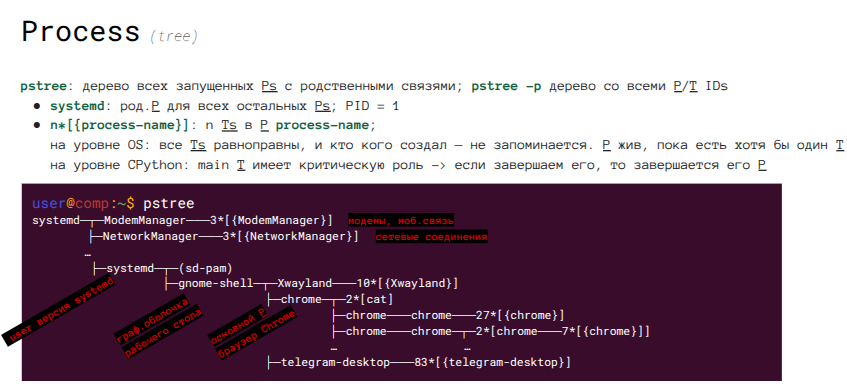 Process (tree)
pstree: дерево всех запущенных Ps с родственными связями; pstree -p дерево со всеми P/T IDs
● systemd: род.P для всех остальных Ps; PID = 1
● n*[{process-name}]: n Ts в P process-name;
на уровне OS: все Ts равноправны, и кто кого создал — не запоминается. P жив, пока есть хотя бы один T
на уровне CPython: main T имеет критическую роль -> если завершаем его, то завершается его P
user@comp:~$ pstree
systemd─┬─ModemManager───3*[{ModemManager}] модемы, моб.связь
├─NetworkManager───3*[{NetworkManager}] сетевые соединения
…
├─systemd─┬─(sd-pam)
├─gnome-shell─┬─Xwayland───10*[{Xwayland}]
├─chrome─┬─2*[cat]
├─chrome───chrome───27*[{chrome}]
├─chrome───chrome─┬─2*[chrome───7*[{chrome}]]
… …
├─telegram-desktop───83*[{telegram-desktop}]
user версия systemd
граф.оболочка
рабочего стола
основной P
браузер Chrome